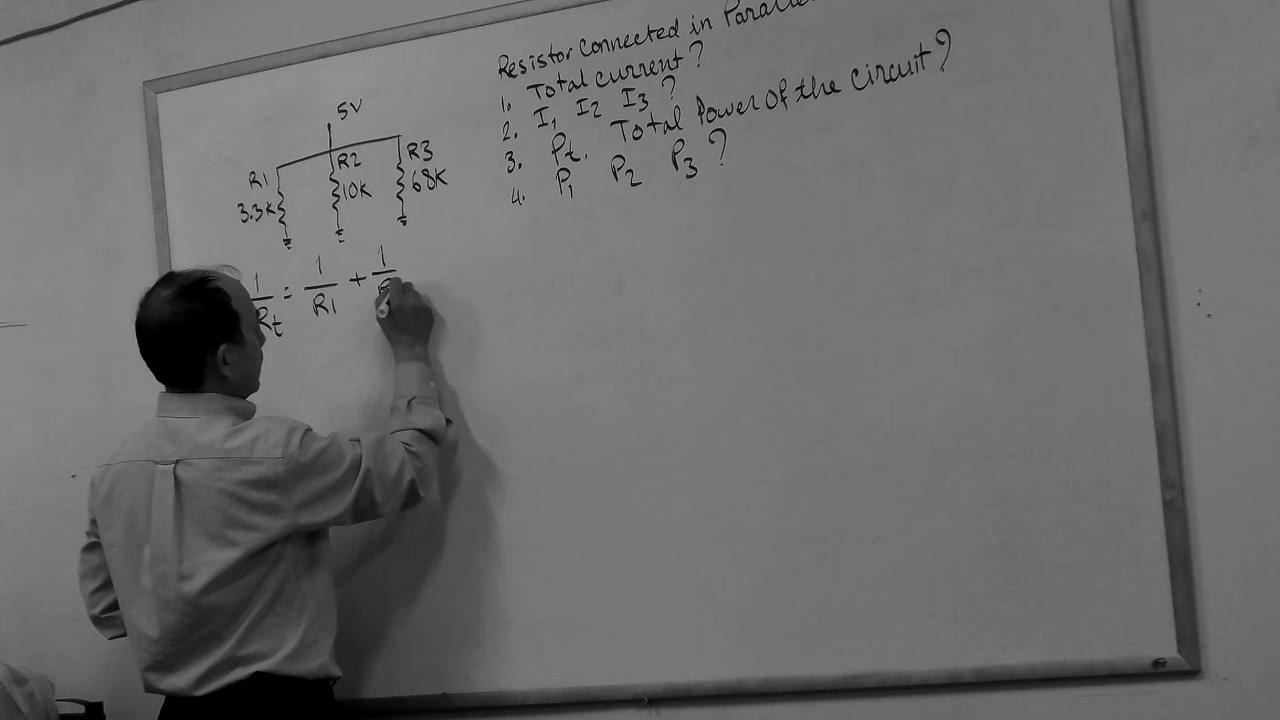 Resistor Connected in Parallel
1. Total current?
2. I1 I2 I3 ?
3. Pt. Total Power of the circuit?
4. P1 P2 P3 ?
5V
R1 3.3K
R2 10K
R3 68K
1/Rt = 1/R1 + 1/R